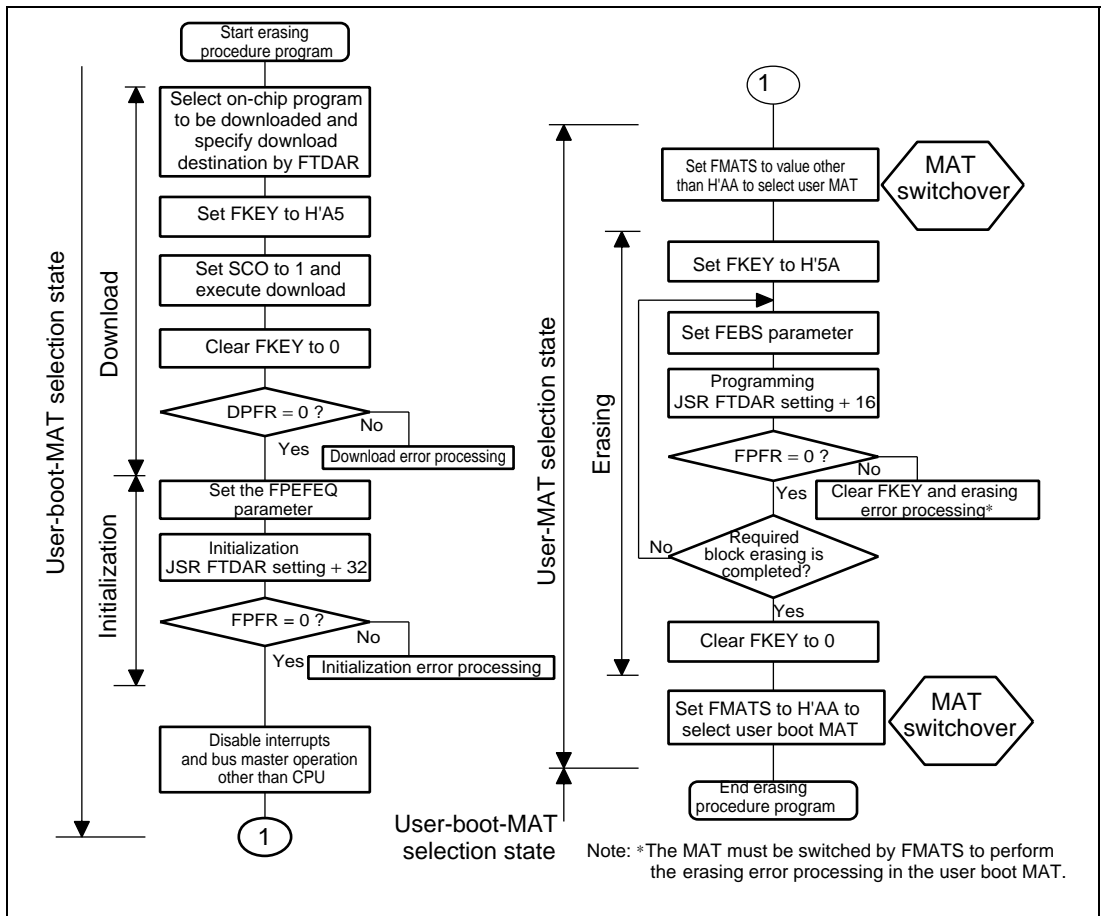 Start erasing
procedure program
Select on-chip program
to be downloaded and
specify download
destination by FTDAR
Set FKEY to H'A5
Set SCO to 1 and
execute download
Clear FKEY to 0
DPFR = 0 ?
No
Yes
Download error processing
Set the FPEFEQ
parameter
Initialization
JSR FTDAR setting + 32
FPFR = 0 ?
No
Yes
Initialization error processing
Disable interrupts
and bus master operation
other than CPU
1
User-boot-MAT selection state
Download
Initialization
1
Set FMATS to value other
than H'AA to select user MAT
MAT
switchover
Set FKEY to H'5A
Set FEBS parameter
Programming
JSR FTDAR setting + 16
FPFR = 0 ?
No
Yes
Clear FKEY and erasing
error processing*
Required
block erasing is
completed?
No
Yes
Clear FKEY to 0
Set FMATS to H'AA to
select user boot MAT
MAT
switchover
End erasing
procedure program
User-MAT selection state
Erasing
User-boot-MAT
selection state
Note: *The MAT must be switched by FMATS to perform
the erasing error processing in the user boot MAT.